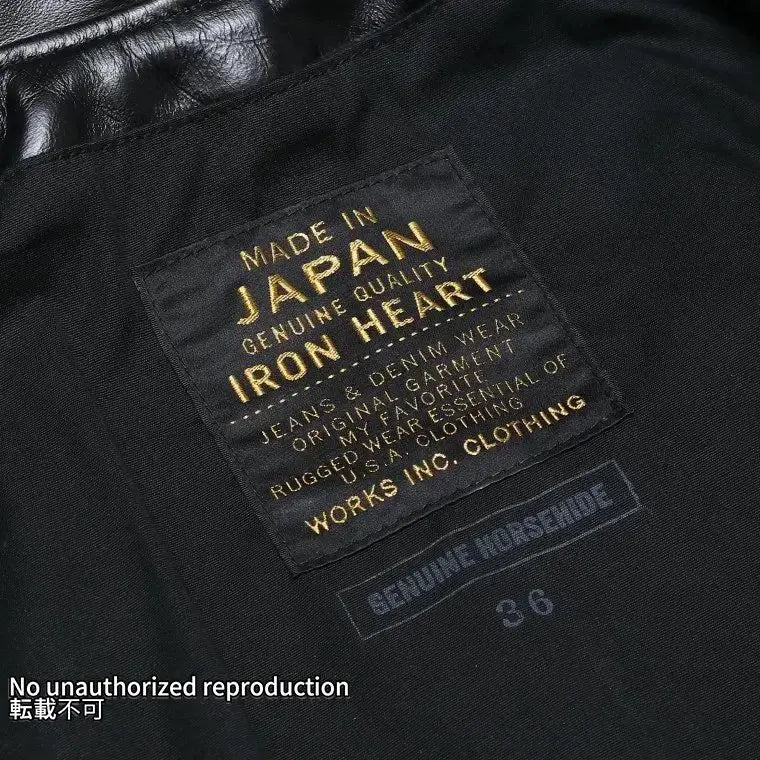 MADE IN
JAPAN
GENUINE QUALITY
IRON HEART
JEANS & DENIM WEAR
ORIGINAL GARMENT
MY FAVORITE
RUGGED WEAR ESSENTIAL OF
U.S.A. CLOTHING
WORKS INC. CLOTHING
GENUINE HORSEHIDE
36
No unauthorized reproduction
転載不可